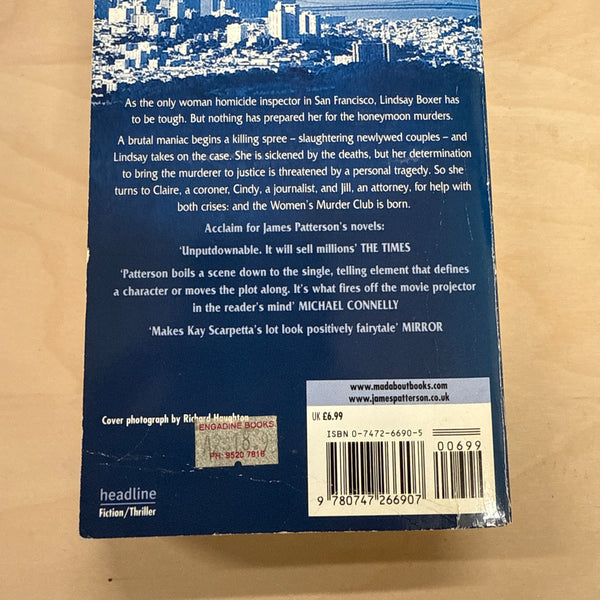 As the only woman homicide inspector in San Francisco, Lindsay Boxer has
to be tough. But nothing has prepared her for the honeymoon murders.
A brutal maniac begins a killing spree – slaughtering newlywed couples – and
Lindsay takes on the case. She is sickened by the deaths, but her determination
to bring the murderer to justice is threatened by a personal tragedy. So she
turns to Claire, a coroner, Cindy, a journalist, and Jill, an attorney, for help with
both crises: and the Women's Murder Club is born.
Acclaim for James Patterson's novels:
'Unputdownable. It will sell millions' THE TIMES
'Patterson boils a scene down to the single, telling element that defines
a character or moves the plot along. It's what fires off the movie projector
in the reader's mind' MICHAEL CONNELLY
'Makes Kay Scarpetta's lot look positively fairytale' MIRROR
www.madaboutbooks.com
www.jamespatterson.co.uk
UK £6.99
ISBN 0-7472-6690-5
00699
9 780747 266907
Cover photograph by Richard Haughton
ENGADINE BOOKS
PH: 9520 7816
headline
Fiction/Thriller